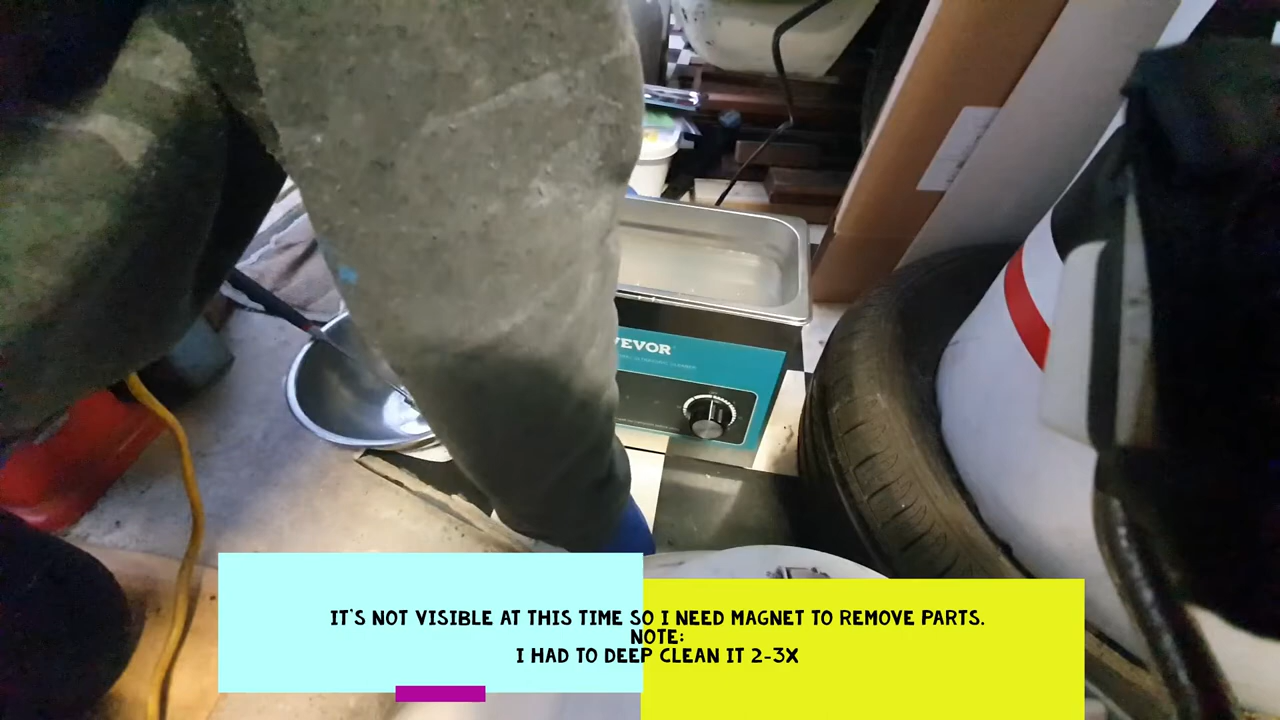 VEVOR
IT'S NOT VISIBLE AT THIS TIME SO I NEED MAGNET TO REMOVE PARTS.
NOTE:
I HAD TO DEEP CLEAN IT 2-3X